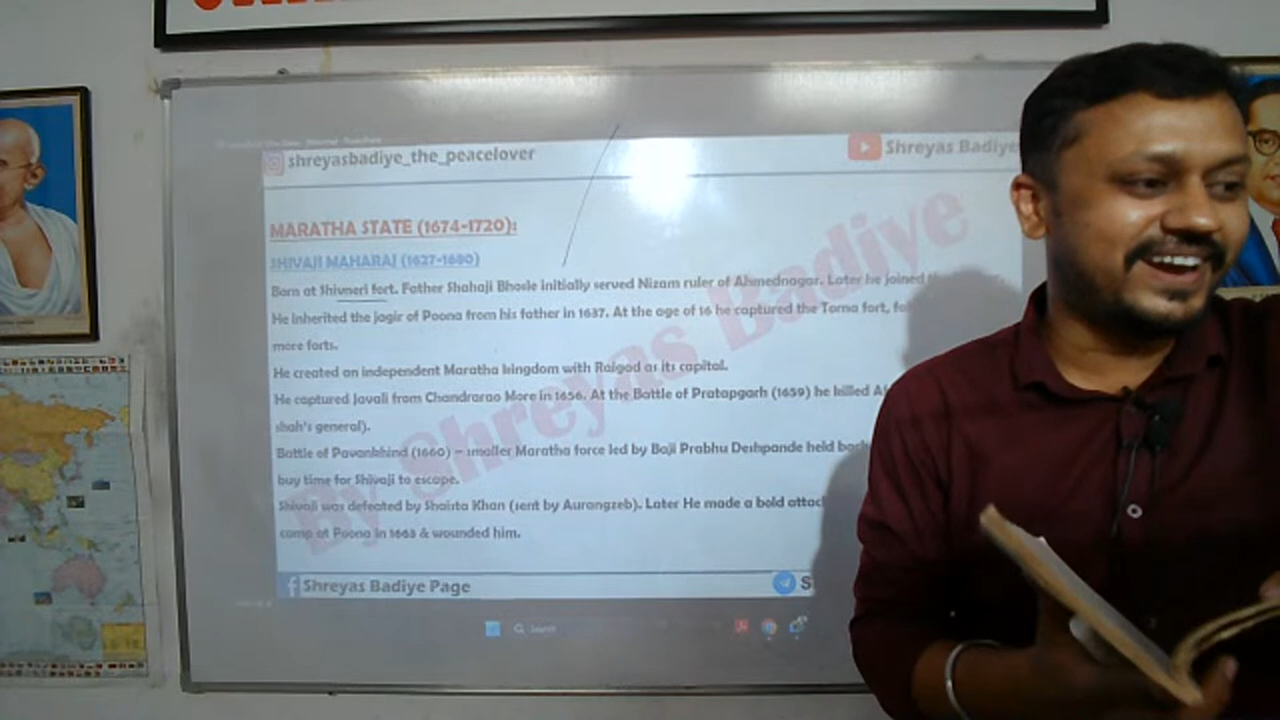 shreyasbadiye_the_peacelover
Shreyas Badiye
MARATHA STATE (1674-1720):
SHIVAJI MAHARAJ (1627-1680)
Born at Shivneri fort. Father Shahaji Bhosle initially served Nizam ruler of Ahmednagar. Later he joined
He inherited the jagir of Poona from his father in 1637. At the age of 16 he captured the Torna fort,
more forts.
He created an independent Maratha kingdom with Raigad as its capital.
He captured Javali from Chandrarao More in 1656. At the Battle of Pratapgarh (1659) he killed
shah's general).
Battle of Pavankhind (1660) – smaller Maratha force led by Baji Prabhu Deshpande held
buy time for Shivaji to escape.
Shivaji was defeated by Shaista Khan (sent by Aurangzeb). Later He made a bold
camp at Poona in 1663 & wounded him.
By Shreyas Badiye
Shreyas Badiye Page
S
Search